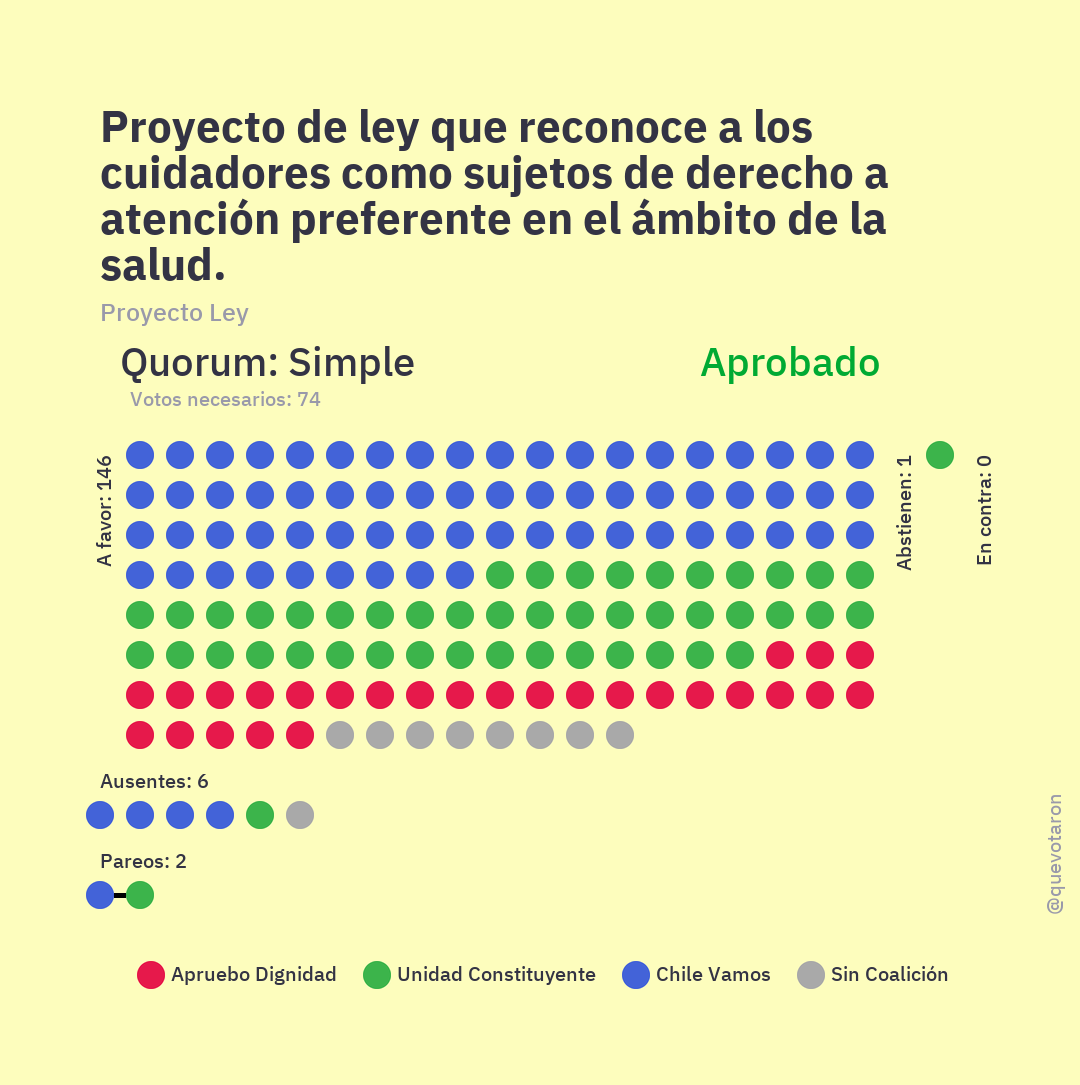 Proyecto de ley que reconoce a los
cuidadores como sujetos de derecho a
atención preferente en el ámbito de la
salud.
Proyecto Ley
Quorum: Simple
Aprobado
Votos necesarios: 74
A favor: 146
Abstienen: 1
En contra: 0
Ausentes: 6
Pareos: 2
@quevotaron
Apruebo Dignidad
Unidad Constituyente
Chile Vamos
Sin Coalición